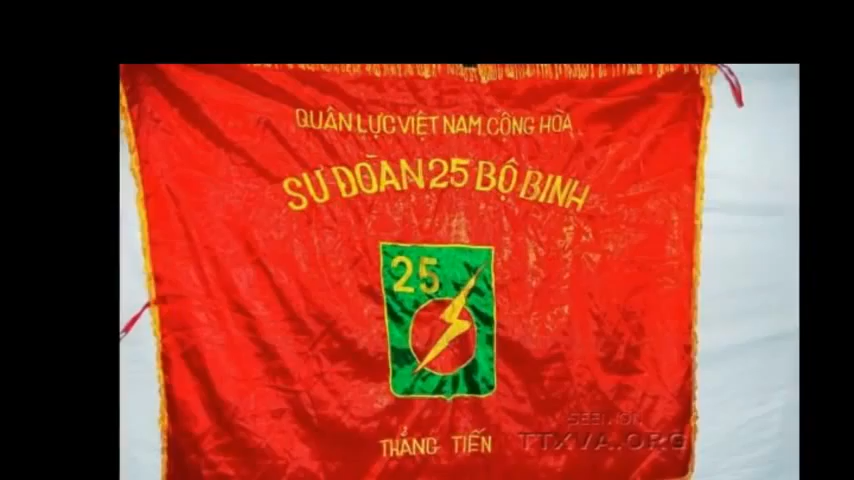 QUÂN LỰC VIỆT NAM CỘNG HÒA
SƯ ĐOÀN 25 BỘ BINH
25
THẲNG TIẾN
SEEN ON
TTXVA.ORG